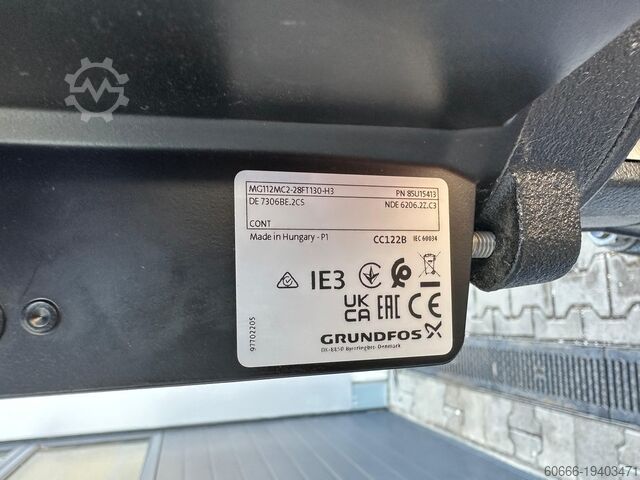 MG112MC2-28FT130-H3 PN 85U15413
DE 7306BE.2CS NDE 6206.2Z.C3
CONT
Made in Hungary - P1 CC122B IEC 60034
IE3
UK CA EAC CE
GRUNDFOS
DK-8850 Bjerringbro Denmark
97702205
60666-19403471